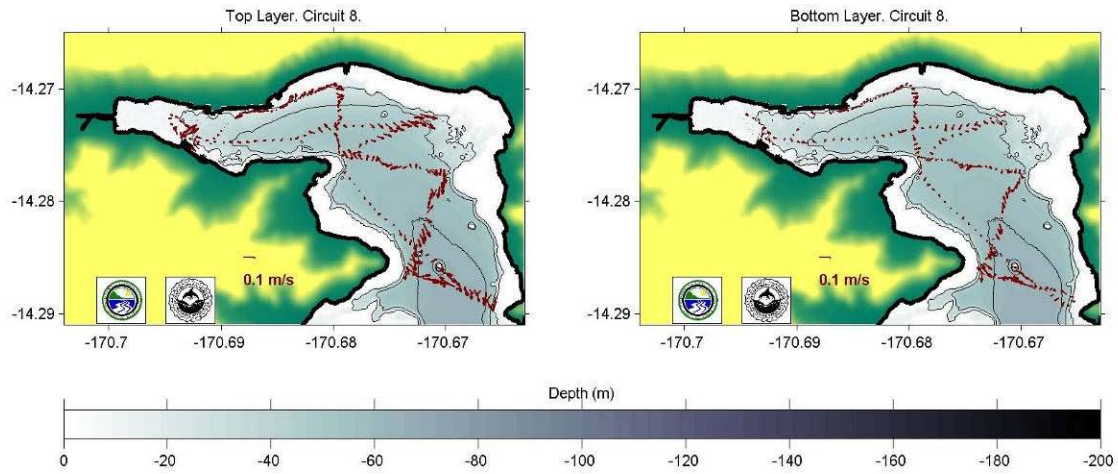 Top Layer. Circuit 8.
Bottom Layer. Circuit 8.
-14.27
-14.28
-14.29
0.1 m/s
-170.7 -170.69 -170.68 -170.67
-14.27
-14.28
-14.29
0.1 m/s
-170.7 -170.69 -170.68 -170.67
Depth (m)
0 -20 -40 -60 -80 -100 -120 -140 -160 -180 -200